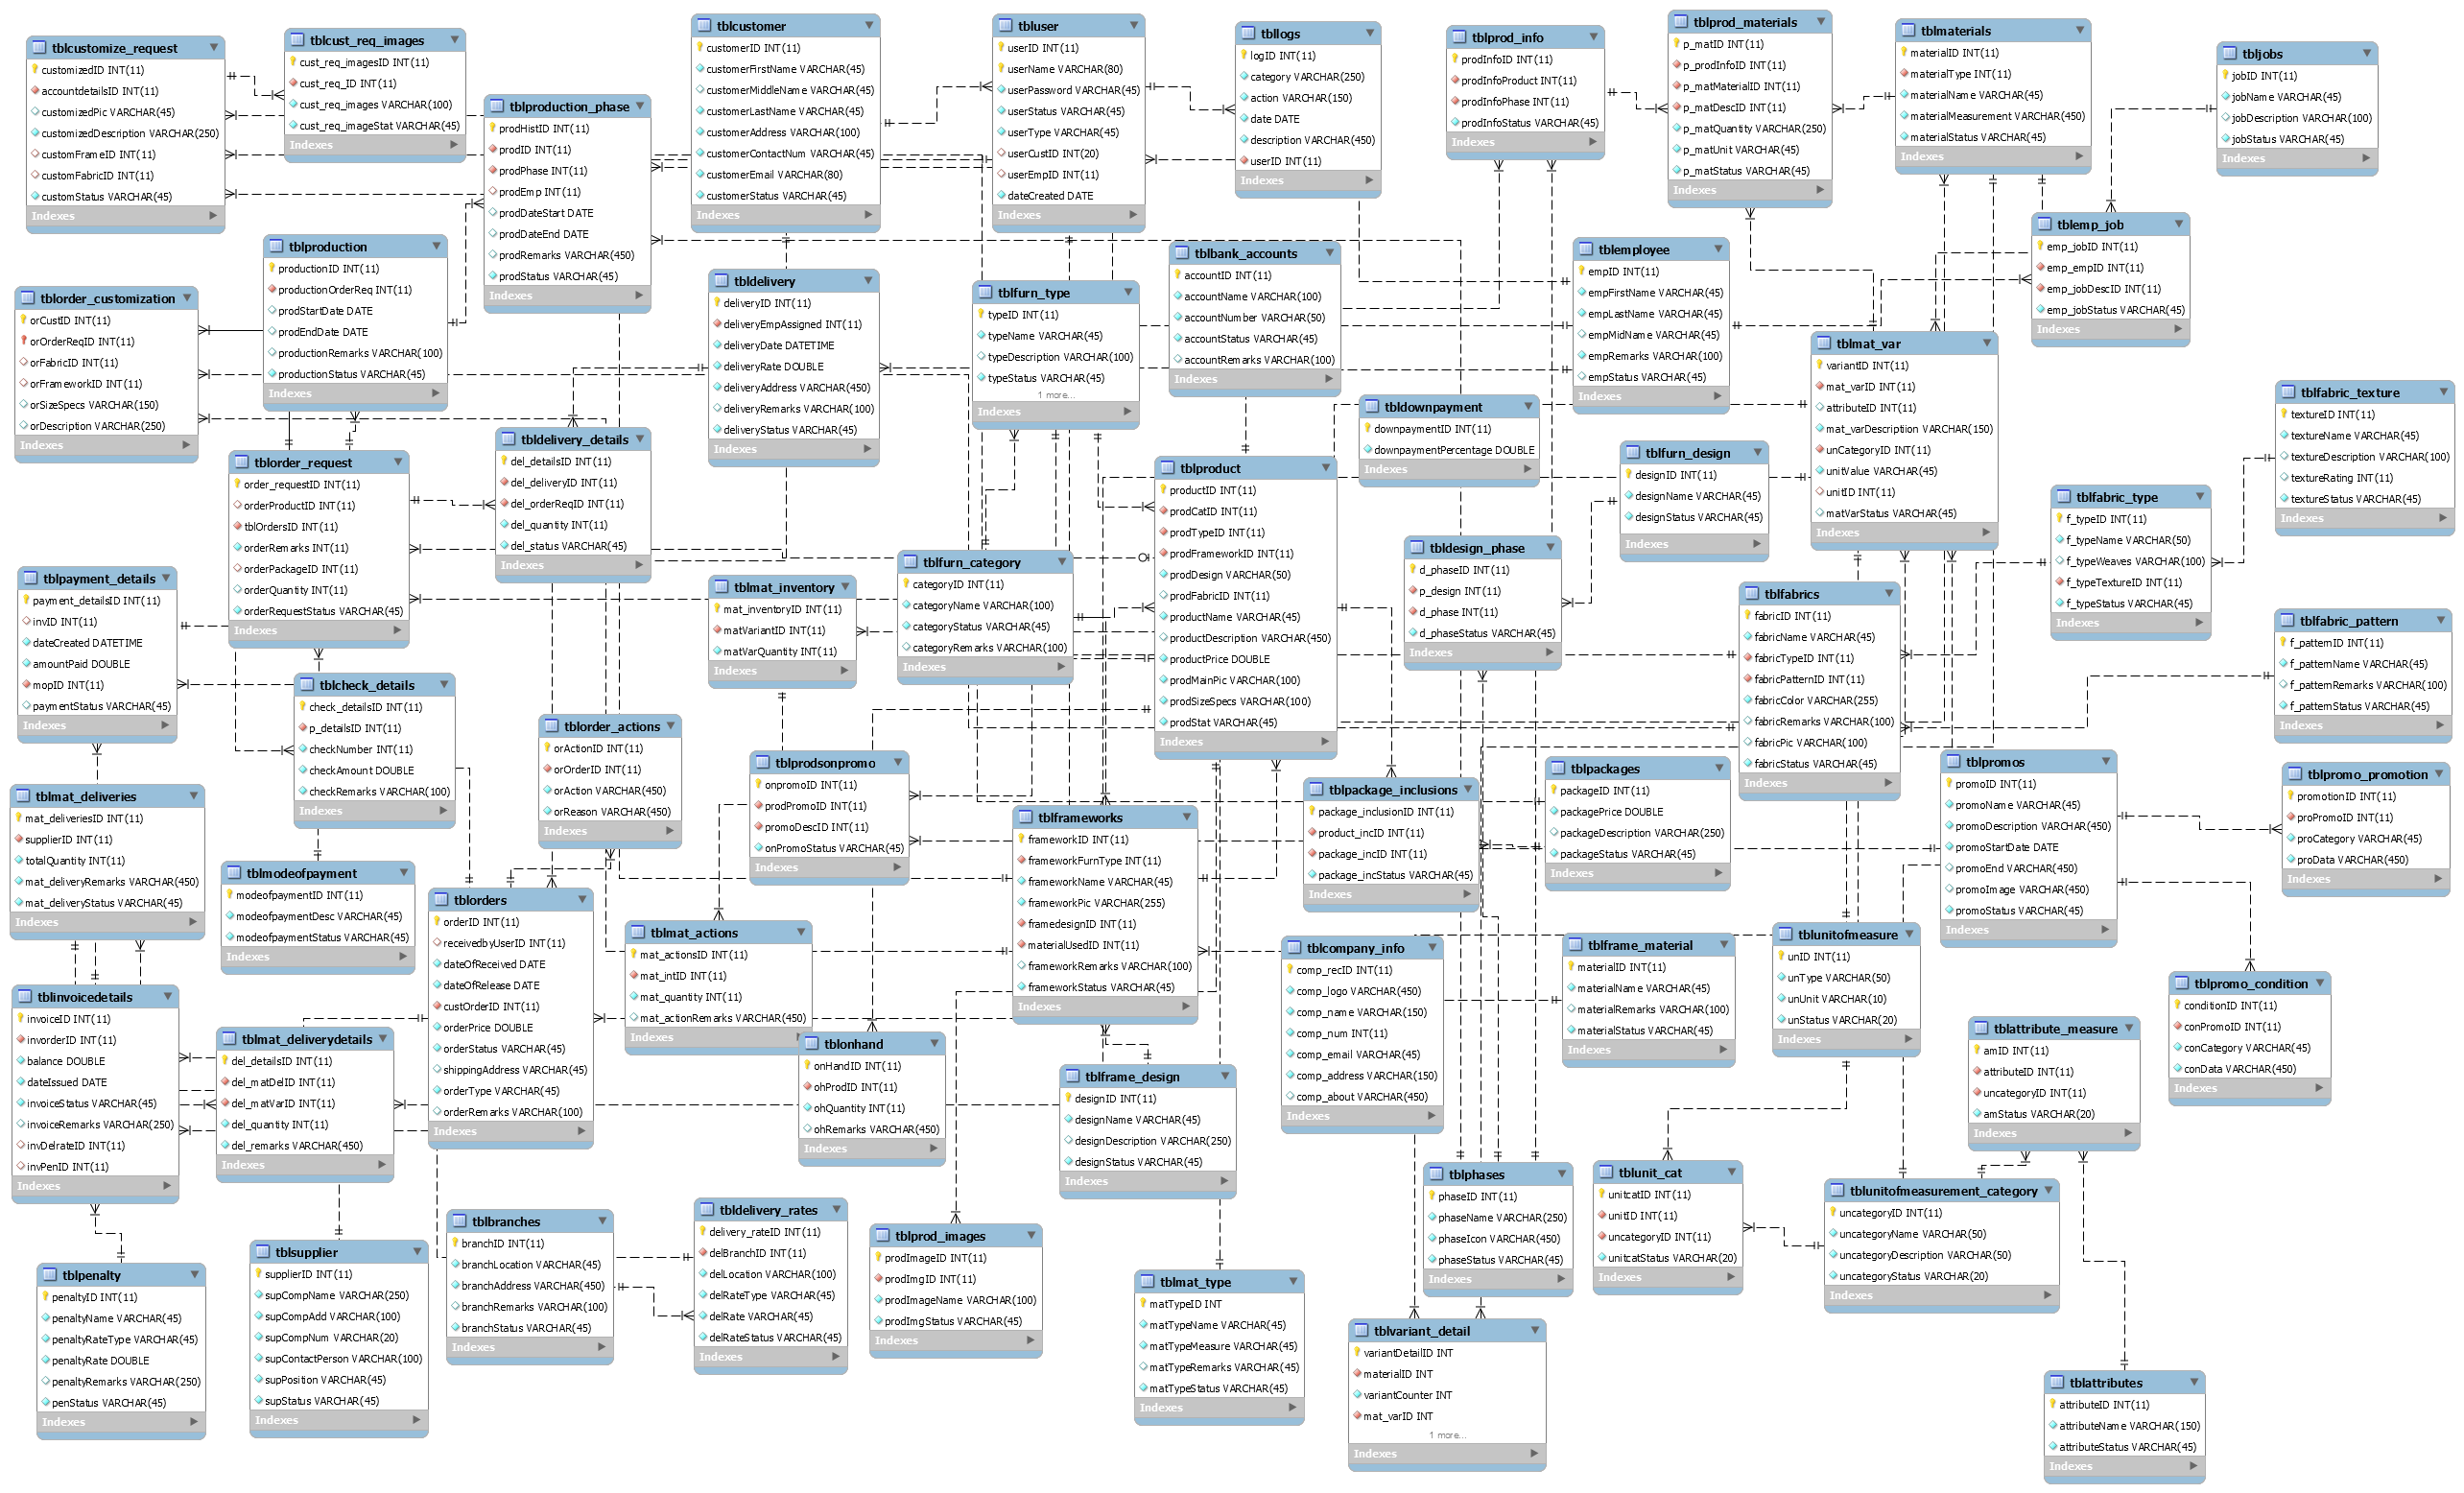 tblcustomize_request
customizedID INT(11)
accountdetailsID INT(11)
customizedPic VARCHAR(45)
customizedDescription VARCHAR(250)
customFrameID INT(11)
customFabricID INT(11)
customStatus VARCHAR(45)
Indexes
tblcust_req_images
cust_req_imagesID INT(11)
cust_req_ID INT(11)
cust_req_images VARCHAR(100)
cust_req_imageStat VARCHAR(45)
Indexes
tblproduction_phase
prodHistID INT(11)
prodID INT(11)
prodPhase INT(11)
prodEmp INT(11)
prodDateStart DATE
prodDateEnd DATE
prodRemarks VARCHAR(450)
prodStatus VARCHAR(45)
Indexes
tblcustomer
customerID INT(11)
customerFirstName VARCHAR(45)
customerMiddleName VARCHAR(45)
customerLastName VARCHAR(45)
customerAddress VARCHAR(100)
customerContactNum VARCHAR(45)
customerEmail VARCHAR(80)
customerStatus VARCHAR(45)
Indexes
tbluser
userID INT(11)
userName VARCHAR(80)
userPassword VARCHAR(45)
userStatus VARCHAR(45)
userType VARCHAR(45)
userCustID INT(20)
userEmpID INT(11)
dateCreated DATE
Indexes
tbllogs
logID INT(11)
category VARCHAR(250)
action VARCHAR(150)
date DATE
description VARCHAR(450)
userID INT(11)
Indexes
tblprod_info
prodInfoID INT(11)
prodInfoProduct INT(11)
prodInfoPhase INT(11)
prodInfoStatus VARCHAR(45)
Indexes
tblprod_materials
p_matID INT(11)
p_prodInfoID INT(11)
p_matMaterialID INT(11)
p_matDescID INT(11)
p_matQuantity VARCHAR(250)
p_matUnit VARCHAR(45)
p_matStatus VARCHAR(45)
Indexes
tblmaterials
materialID INT(11)
materialType INT(11)
materialName VARCHAR(45)
materialMeasurement VARCHAR(450)
materialStatus VARCHAR(45)
Indexes
tbljobs
jobID INT(11)
jobName VARCHAR(45)
jobDescription VARCHAR(100)
jobStatus VARCHAR(45)
Indexes
tblproduction
productionID INT(11)
productionOrderReq INT(11)
prodStartDate DATE
prodEndDate DATE
productionRemarks VARCHAR(100)
productionStatus VARCHAR(45)
Indexes
tblorder_customization
orCustID INT(11)
orOrderReqID INT(11)
orFabricID INT(11)
orFrameworkID INT(11)
orSizeSpecs VARCHAR(150)
orDescription VARCHAR(250)
Indexes
tbldelivery
deliveryID INT(11)
deliveryEmpAssigned INT(11)
deliveryDate DATETIME
deliveryRate DOUBLE
deliveryAddress VARCHAR(450)
deliveryRemarks VARCHAR(100)
deliveryStatus VARCHAR(45)
Indexes
tblfurn_type
typeID INT(11)
typeName VARCHAR(45)
typeDescription VARCHAR(100)
typeStatus VARCHAR(45)
1 more...
Indexes
tblbank_accounts
accountID INT(11)
accountName VARCHAR(100)
accountNumber VARCHAR(50)
accountStatus VARCHAR(45)
accountRemarks VARCHAR(100)
Indexes
tblemployee
empID INT(11)
empFirstName VARCHAR(45)
empLastName VARCHAR(45)
empMidName VARCHAR(45)
empRemarks VARCHAR(100)
empStatus VARCHAR(45)
Indexes
tblemp_job
emp_jobID INT(11)
emp_empID INT(11)
emp_jobDescID INT(11)
emp_jobStatus VARCHAR(45)
Indexes
tblmat_var
variantID INT(11)
mat_varID INT(11)
attributeID INT(11)
mat_varDescription VARCHAR(150)
unCategoryID INT(11)
unitValue VARCHAR(45)
unitID INT(11)
matVarStatus VARCHAR(45)
Indexes
tblfabric_texture
textureID INT(11)
textureName VARCHAR(45)
textureDescription VARCHAR(100)
textureRating INT(11)
textureStatus VARCHAR(45)
Indexes
tbldownpayment
downpaymentID INT(11)
downpaymentPercentage DOUBLE
Indexes
tblorder_request
order_requestID INT(11)
orderProductID INT(11)
tblOrdersID INT(11)
orderRemarks INT(11)
orderPackageID INT(11)
orderQuantity INT(11)
orderRequestStatus VARCHAR(45)
Indexes
tbldelivery_details
del_detailsID INT(11)
del_deliveryID INT(11)
del_orderReqID INT(11)
del_quantity INT(11)
del_status VARCHAR(45)
Indexes
tblproduct
productID INT(11)
prodCatID INT(11)
prodTypeID INT(11)
prodFrameworkID INT(11)
prodDesign VARCHAR(50)
prodFabricID INT(11)
productName VARCHAR(45)
productDescription VARCHAR(450)
productPrice DOUBLE
prodMainPic VARCHAR(100)
prodSizeSpecs VARCHAR(100)
prodStat VARCHAR(45)
Indexes
tblfurn_design
designID INT(11)
designName VARCHAR(45)
designStatus VARCHAR(45)
Indexes
tblfabric_type
f_typeID INT(11)
f_typeName VARCHAR(50)
f_typeWeaves VARCHAR(100)
f_typeTextureID INT(11)
f_typeStatus VARCHAR(45)
Indexes
tbldesign_phase
d_phaseID INT(11)
p_design INT(11)
d_phase INT(11)
d_phaseStatus VARCHAR(45)
Indexes
tblpayment_details
payment_detailsID INT(11)
invID INT(11)
dateCreated DATETIME
amountPaid DOUBLE
mopID INT(11)
paymentStatus VARCHAR(45)
Indexes
tblmat_inventory
mat_inventoryID INT(11)
matVariantID INT(11)
matVarQuantity INT(11)
Indexes
tblfurn_category
categoryID INT(11)
categoryName VARCHAR(100)
categoryStatus VARCHAR(45)
categoryRemarks VARCHAR(100)
Indexes
tblfabrics
fabricID INT(11)
fabricName VARCHAR(45)
fabricTypeID INT(11)
fabricPatternID INT(11)
fabricColor VARCHAR(255)
fabricRemarks VARCHAR(100)
fabricPic VARCHAR(100)
fabricStatus VARCHAR(45)
Indexes
tblfabric_pattern
f_patternID INT(11)
f_patternName VARCHAR(45)
f_patternRemarks VARCHAR(100)
f_patternStatus VARCHAR(45)
Indexes
tblcheck_details
check_detailsID INT(11)
p_detailsID INT(11)
checkNumber INT(11)
checkAmount DOUBLE
checkRemarks VARCHAR(100)
Indexes
tblorder_actions
orActionID INT(11)
orOrderID INT(11)
orAction VARCHAR(450)
orReason VARCHAR(450)
Indexes
tblprodsonpromo
onpromoID INT(11)
prodPromoID INT(11)
promoDescID INT(11)
onPromoStatus VARCHAR(45)
Indexes
tblpackage_inclusions
package_inclusionID INT(11)
product_incID INT(11)
package_incID INT(11)
package_incStatus VARCHAR(45)
Indexes
tblpackages
packageID INT(11)
packagePrice DOUBLE
packageDescription VARCHAR(250)
packageStatus VARCHAR(45)
Indexes
tblpromos
promoID INT(11)
promoName VARCHAR(45)
promoDescription VARCHAR(450)
promoStartDate DATE
promoEnd VARCHAR(450)
promoImage VARCHAR(450)
promoStatus VARCHAR(45)
Indexes
tblpromo_promotion
promotionID INT(11)
proPromoID INT(11)
proCategory VARCHAR(45)
proData VARCHAR(450)
Indexes
tblmat_deliveries
mat_deliveriesID INT(11)
supplierID INT(11)
totalQuantity INT(11)
mat_deliveryRemarks VARCHAR(450)
mat_deliveryStatus VARCHAR(45)
Indexes
tblmodeofpayment
modeofpaymentID INT(11)
modeofpaymentDesc VARCHAR(45)
modeofpaymentStatus VARCHAR(45)
Indexes
tblorders
orderID INT(11)
receivedbyUserID INT(11)
dateOfReceived DATE
dateOfRelease DATE
custOrderID INT(11)
orderPrice DOUBLE
orderStatus VARCHAR(45)
shippingAddress VARCHAR(45)
orderType VARCHAR(45)
orderRemarks VARCHAR(100)
Indexes
tblframeworks
frameworkID INT(11)
frameworkFurnType INT(11)
frameworkName VARCHAR(45)
frameworkPic VARCHAR(255)
framedesignID INT(11)
materialUsedID INT(11)
frameworkRemarks VARCHAR(100)
frameworkStatus VARCHAR(45)
Indexes
tblmat_actions
mat_actionsID INT(11)
mat_intID INT(11)
mat_quantity INT(11)
mat_actionRemarks VARCHAR(450)
Indexes
tblcompany_info
comp_recID INT(11)
comp_logo VARCHAR(450)
comp_name VARCHAR(150)
comp_num INT(11)
comp_email VARCHAR(45)
comp_address VARCHAR(150)
comp_about VARCHAR(450)
Indexes
tblframe_material
materialID INT(11)
materialName VARCHAR(45)
materialRemarks VARCHAR(100)
materialStatus VARCHAR(45)
Indexes
tblunitofmeasure
unID INT(11)
unType VARCHAR(50)
unUnit VARCHAR(10)
unStatus VARCHAR(20)
Indexes
tblpromo_condition
conditionID INT(11)
conPromoID INT(11)
conCategory VARCHAR(45)
conData VARCHAR(450)
Indexes
tblinvoicedetails
invoiceID INT(11)
invorderID INT(11)
balance DOUBLE
dateIssued DATE
invoiceStatus VARCHAR(45)
invoiceRemarks VARCHAR(250)
invDelrateID INT(11)
invPenID INT(11)
Indexes
tblmat_deliverydetails
del_detailsID INT(11)
del_matDelID INT(11)
del_matVarID INT(11)
del_quantity INT(11)
del_remarks VARCHAR(450)
Indexes
tblonhand
onHandID INT(11)
ohProdID INT(11)
ohQuantity INT(11)
ohRemarks VARCHAR(450)
Indexes
tblframe_design
designID INT(11)
designName VARCHAR(45)
designDescription VARCHAR(250)
designStatus VARCHAR(45)
Indexes
tblattribute_measure
amID INT(11)
attributeID INT(11)
uncategoryID INT(11)
amStatus VARCHAR(20)
Indexes
tblphases
phaseID INT(11)
phaseName VARCHAR(250)
phaseIcon VARCHAR(450)
phaseStatus VARCHAR(45)
Indexes
tblunit_cat
unitcatID INT(11)
unitID INT(11)
uncategoryID INT(11)
unitcatStatus VARCHAR(20)
Indexes
tblunitofmeasurement_category
uncategoryID INT(11)
uncategoryName VARCHAR(50)
uncategoryDescription VARCHAR(50)
uncategoryStatus VARCHAR(20)
Indexes
tblpenalty
penaltyID INT(11)
penaltyName VARCHAR(45)
penaltyRateType VARCHAR(45)
penaltyRate DOUBLE
penaltyRemarks VARCHAR(250)
penStatus VARCHAR(45)
Indexes
tblsupplier
supplierID INT(11)
supCompName VARCHAR(250)
supCompAdd VARCHAR(100)
supCompNum VARCHAR(20)
supContactPerson VARCHAR(100)
supPosition VARCHAR(45)
supStatus VARCHAR(45)
Indexes
tblbranches
branchID INT(11)
branchLocation VARCHAR(45)
branchAddress VARCHAR(450)
branchRemarks VARCHAR(100)
branchStatus VARCHAR(45)
Indexes
tbldelivery_rates
delivery_rateID INT(11)
delBranchID INT(11)
delLocation VARCHAR(100)
delRateType VARCHAR(45)
delRate VARCHAR(45)
delRateStatus VARCHAR(45)
Indexes
tblprod_images
prodImageID INT(11)
prodImgID INT(11)
prodImageName VARCHAR(100)
prodImgStatus VARCHAR(45)
Indexes
tblmat_type
matTypeID INT
matTypeName VARCHAR(45)
matTypeMeasure VARCHAR(45)
matTypeRemarks VARCHAR(45)
matTypeStatus VARCHAR(45)
Indexes
tblvariant_detail
variantDetailID INT
materialID INT
variantCounter INT
mat_varID INT
1 more...
Indexes
tblattributes
attributeID INT(11)
attributeName VARCHAR(150)
attributeStatus VARCHAR(45)
Indexes